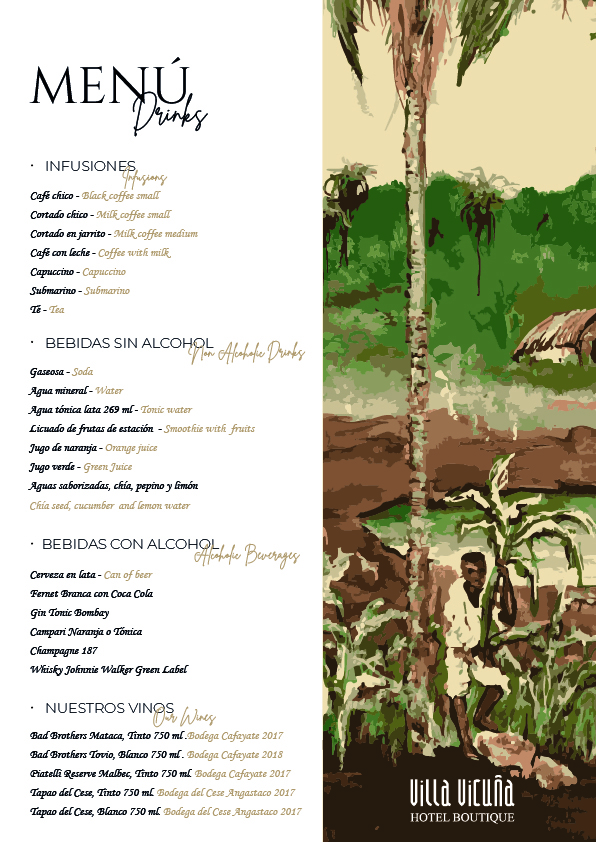 MENÚ
Drinks
· INFUSIONES
Infusions
Café chico - Black coffee small
Cortado chico - Milk coffee small
Cortado en jarrito - Milk coffee medium
Café con leche - Coffee with milk
Capuccino - Capuccino
Submarino - Submarino
Te - Tea
· BEBIDAS SIN ALCOHOL
Non Alcoholic Drinks
Gaseosa - Soda
Agua mineral - Water
Agua tónica lata 269 ml - Tonic water
Licuado de frutas de estación - Smoothie with fruits
Jugo de naranja - Orange juice
Jugo verde - Green Juice
Aguas saborizadas, chía, pepino y limón
Chia seed, cucumber and lemon water
· BEBIDAS CON ALCOHOL
Alcoholic Beverages
Cerveza en lata - Can of beer
Fernet Branca con Coca Cola
Gin Tonic Bombay
Campari Naranja o Tónica
Champagne 187
Whisky Johnnie Walker Green Label
· NUESTROS VINOS
Our Wines
Bad Brothers Mataca, Tinto 750 ml .Bodega Cafayate 2017
Bad Brothers Tovio, Blanco 750 ml . Bodega Cafayate 2018
Piatelli Reserve Malbec, Tinto 750 ml. Bodega Cafayate 2017
Tapao del Cese, Tinto 750 ml. Bodega del Cese Angastaco 2017
Tapao del Cese, Blanco 750 ml. Bodega del Cese Angastaco 2017
Villa Vicuña
HOTEL BOUTIQUE